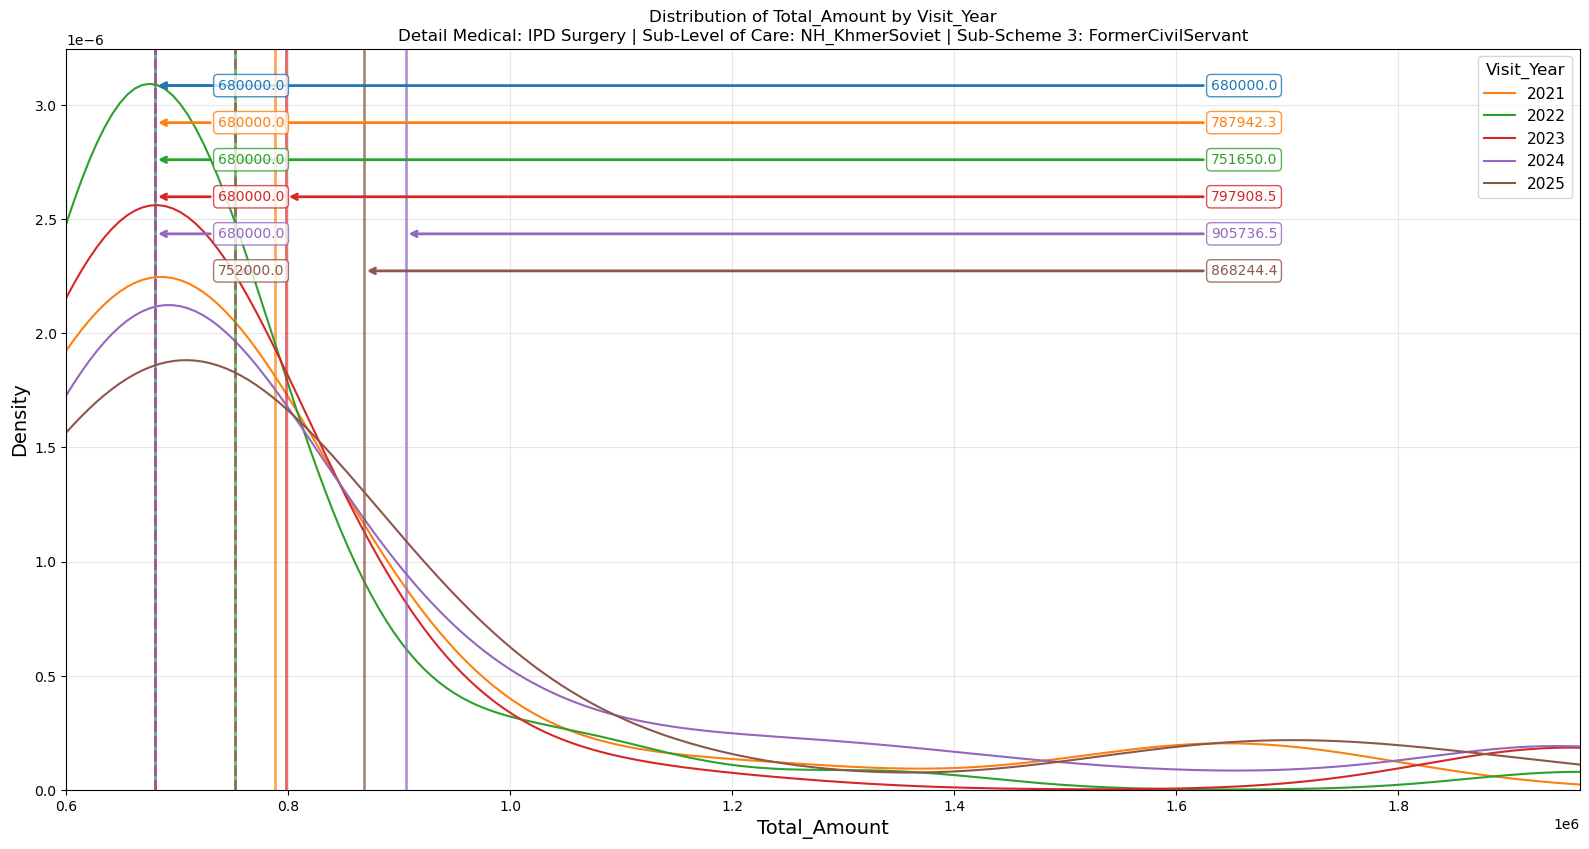 Distribution of Total_Amount by Visit_Year
Detail Medical: IPD Surgery | Sub-Level of Care: NH_KhmerSoviet | Sub-Scheme 3: FormerCivilServant
1e−6
3.0
2.5
2.0
1.5
1.0
0.5
0.0
Density
680000.0 680000.0
680000.0 787942.3
680000.0 751650.0
680000.0 797908.5
680000.0 905736.5
752000.0 868244.4
Visit_Year
2021
2022
2023
2024
2025
0.6 0.8 1.0 1.2 1.4 1.6 1.8
1e6
Total_Amount